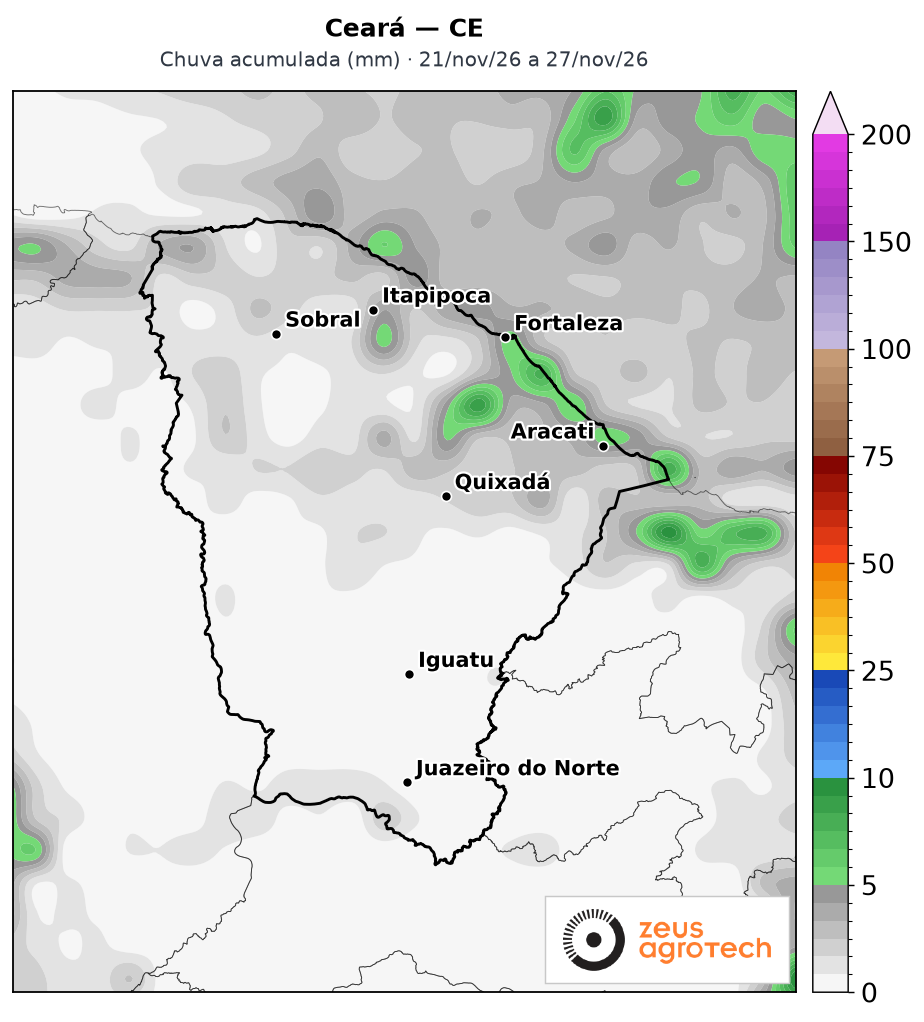 Ceará — CE
Chuva acumulada (mm) · 21/nov/26 a 27/nov/26
200
150
100
75
50
25
10
5
0
Itapipoca
Sobral
Fortaleza
Aracati
Quixadá
Iguatu
Juazeiro do Norte
zeus
agrotech